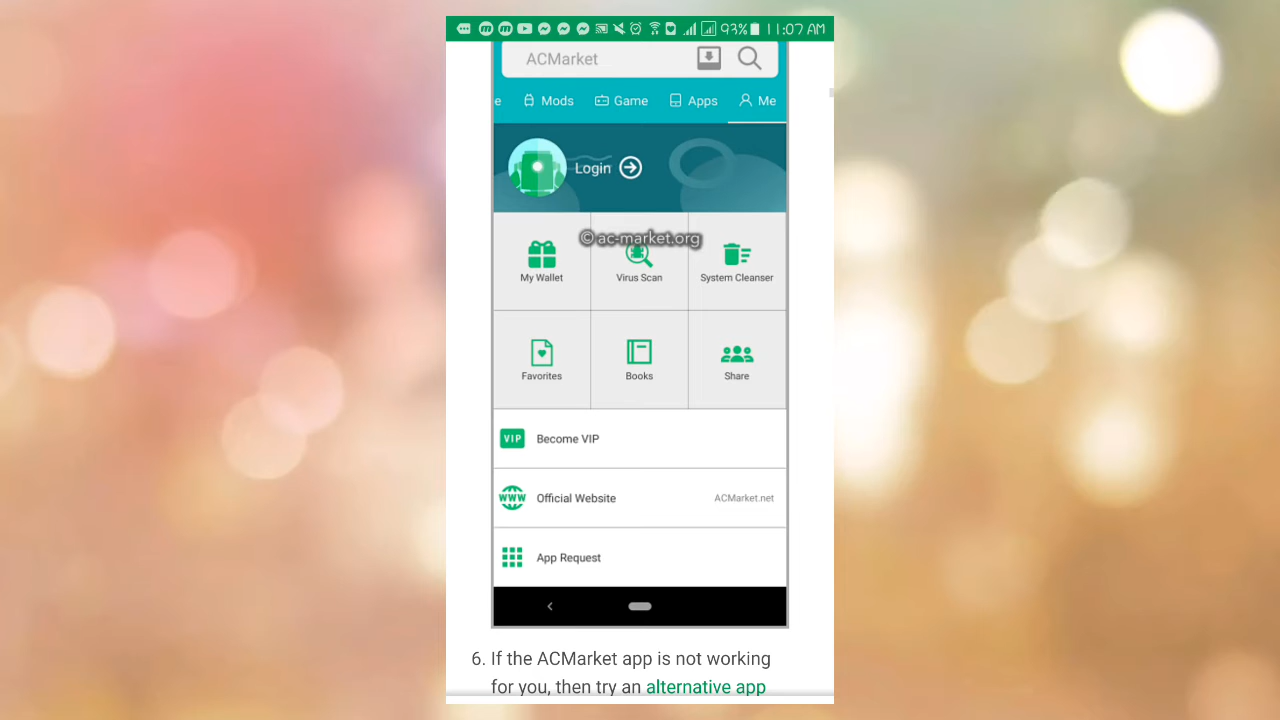 93% 11:07 AM
ACMarket
e Mods Game Apps Me
Login
© ac-market.org
My Wallet Virus Scan System Cleanser
Favorites Books Share
VIP Become VIP
WWW Official Website ACMarket.net
App Request
6. If the ACMarket app is not working
for you, then try an alternative app